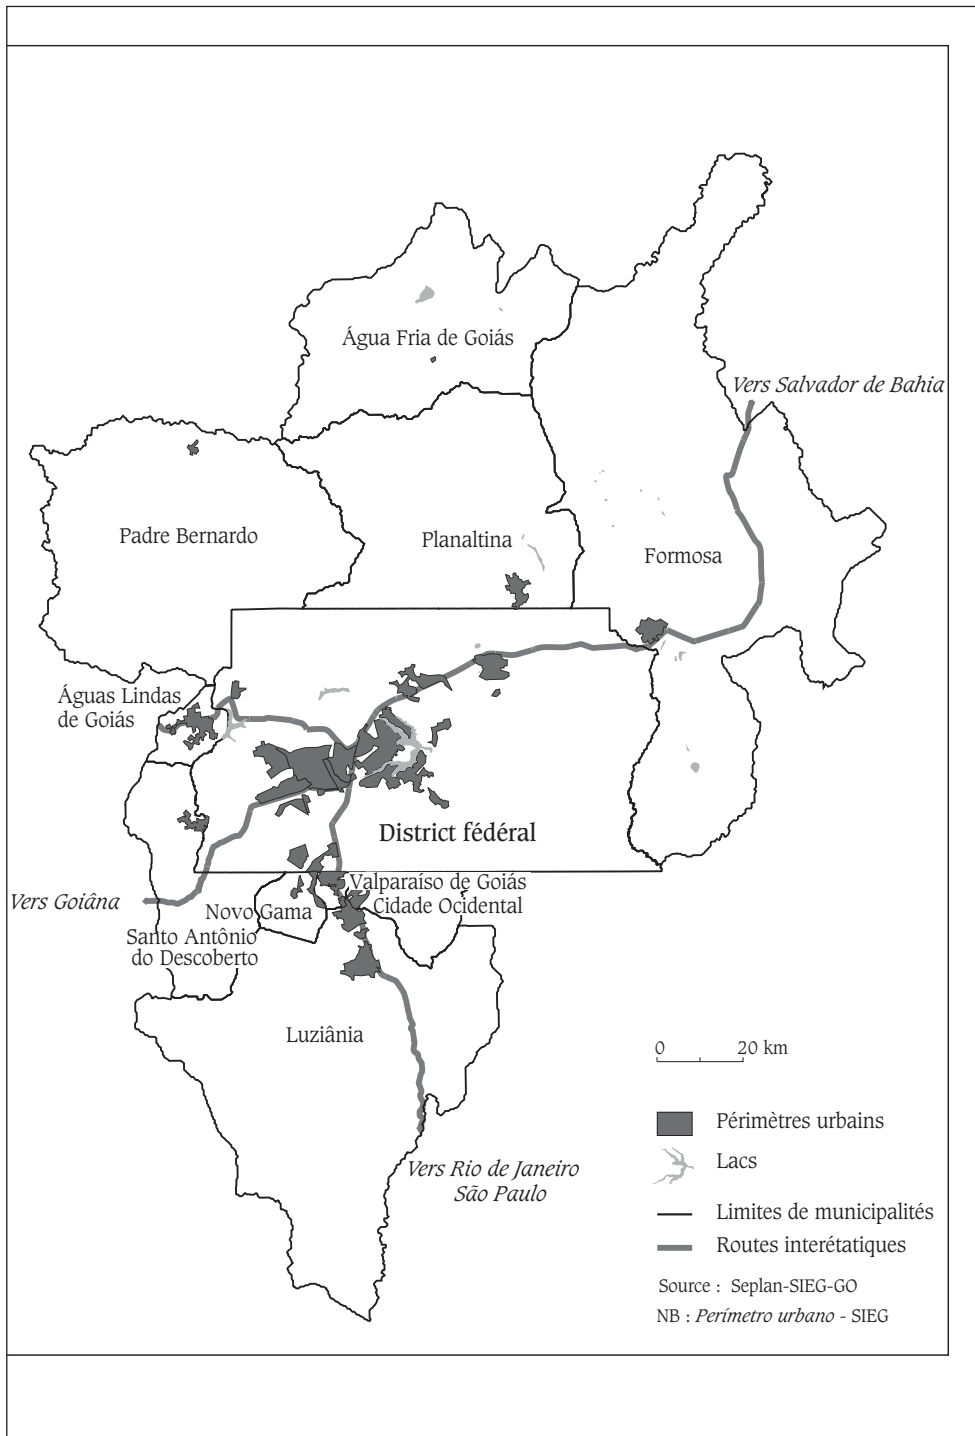 Água Fria de Goiás
Vers Salvador de Bahia
Padre Bernardo
Planaltina
Formosa
Águas Lindas
de Goiás
District fédéral
Vers Goiâna
Valparaíso de Goiás
Cidade Ocidental
Novo Gama
Santo Antônio
do Descoberto
Luziânia
0 20 km
Périmètres urbains
Lacs
Vers Rio de Janeiro
São Paulo
Limites de municipalités
Routes interétatiques
Source : Seplan-SIEG-GO
NB : Perímetro urbano - SIEG